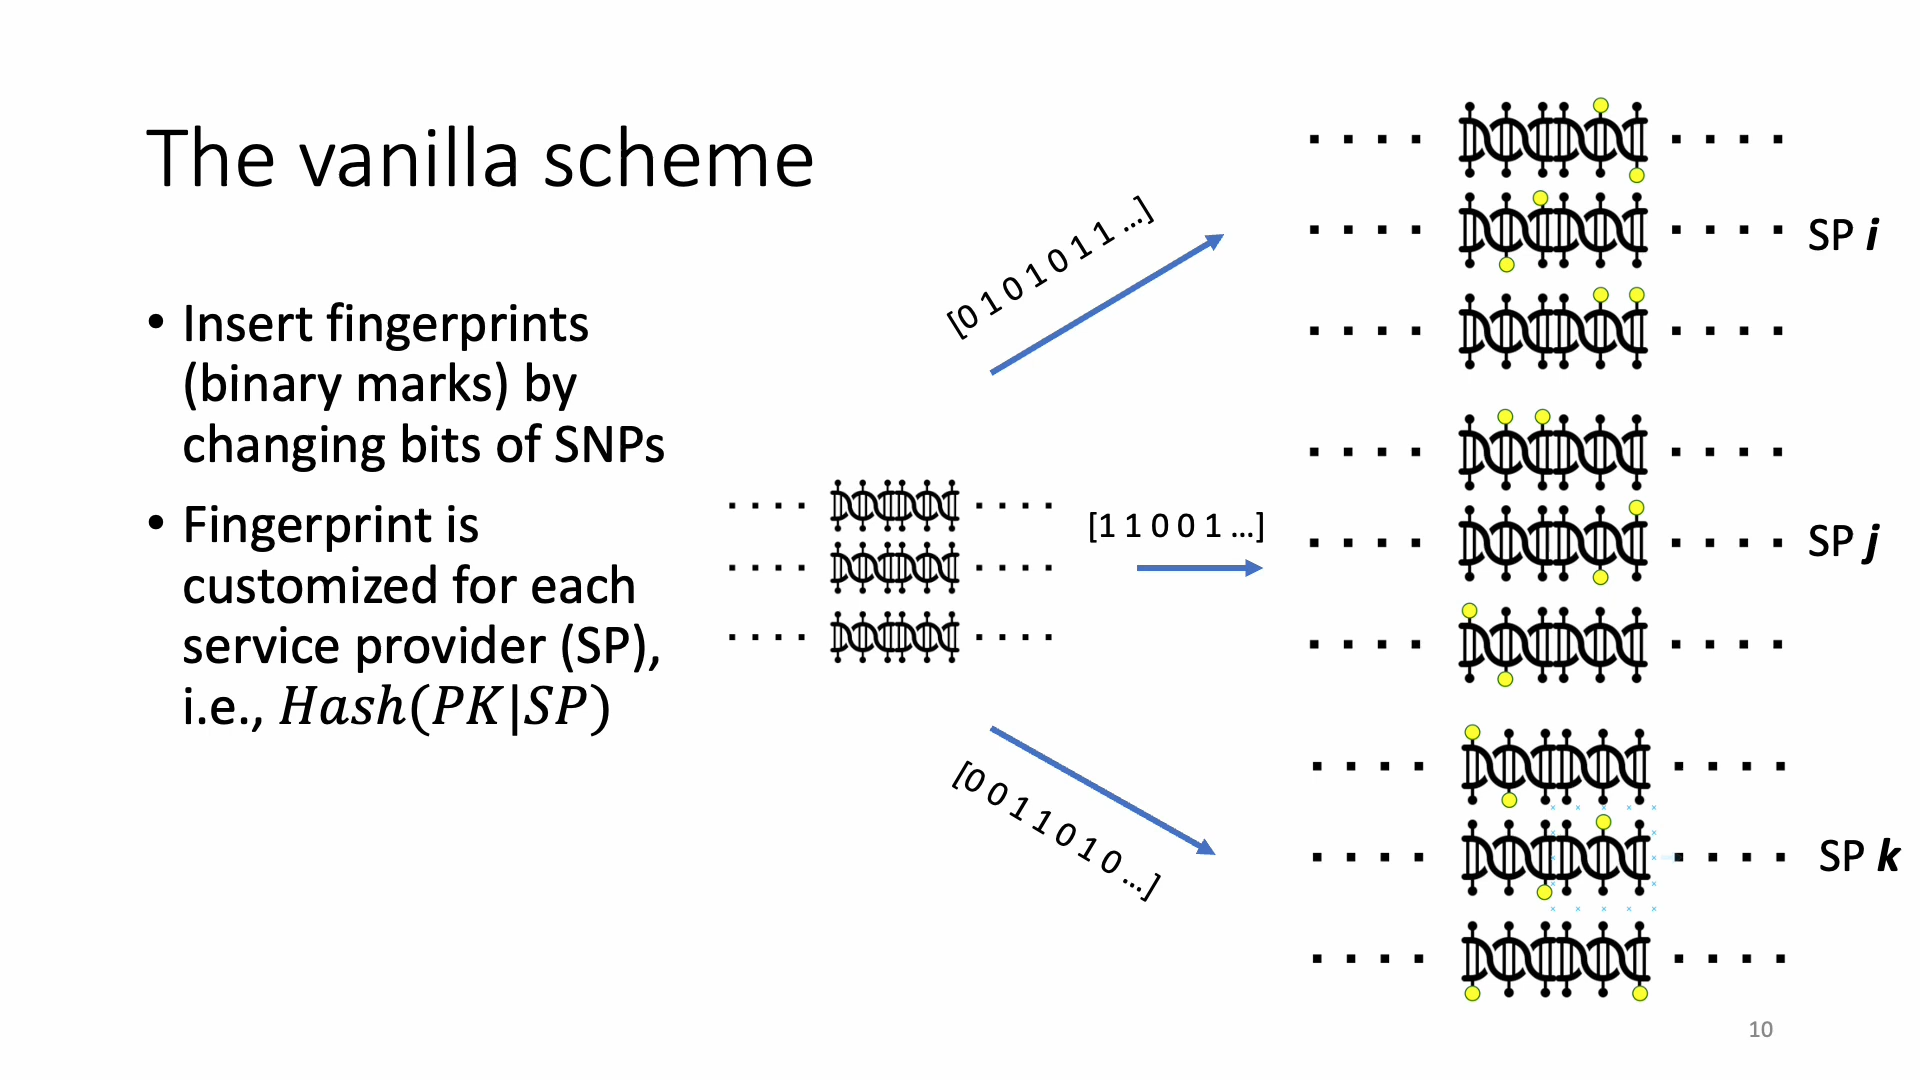 The vanilla scheme
• Insert fingerprints
(binary marks) by
changing bits of SNPs
• Fingerprint is
customized for each
service provider (SP),
i.e., Hash(PK|SP)
[0 1 0 1 0 1 1 ...]
[1 1 0 0 1 ...]
[0 0 1 1 0 1 0 ...]
SP i
SP j
SP k
10